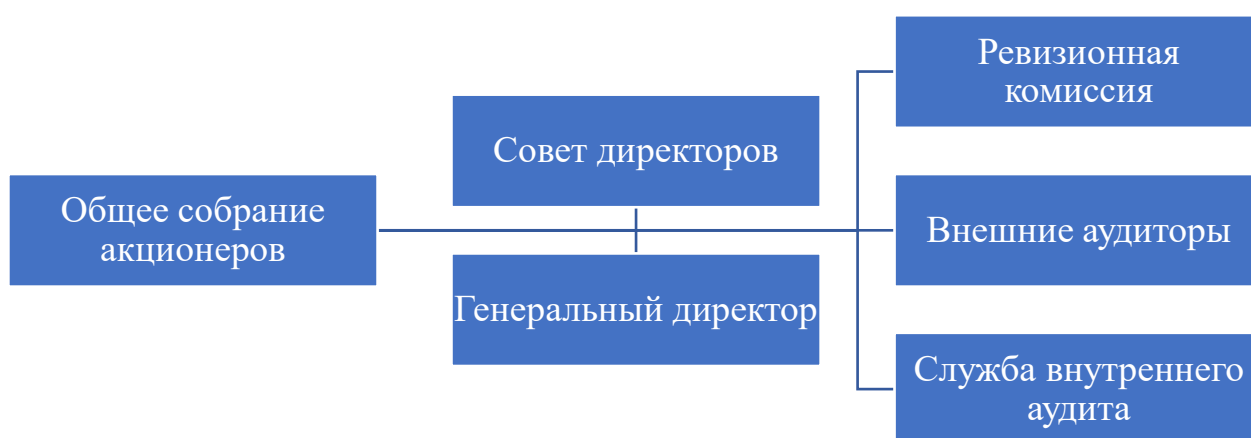 Общее собрание
акционеров
Совет директоров
Генеральный директор
Ревизионная
комиссия
Внешние аудиторы
Служба внутреннего
аудита